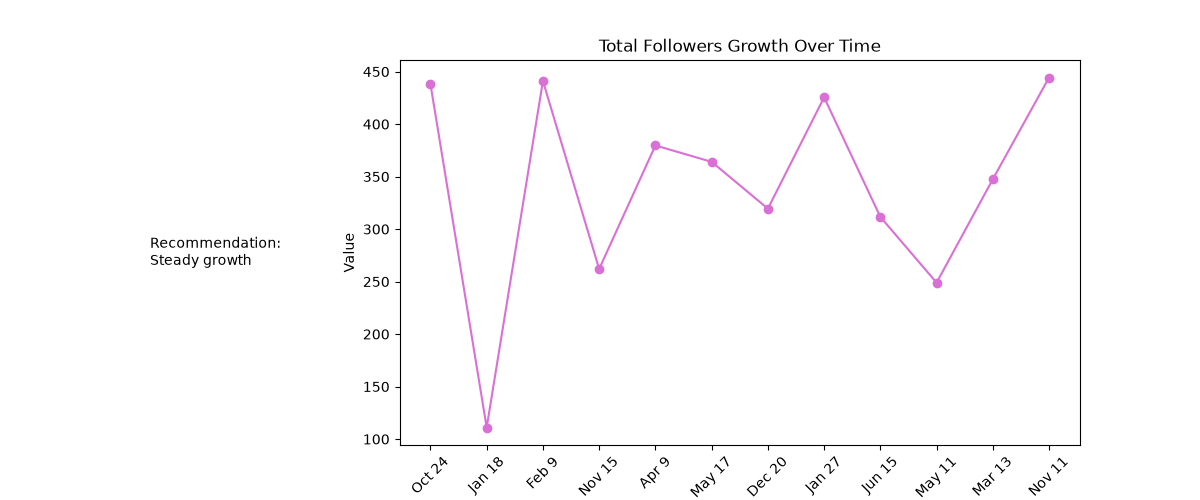 Total Followers Growth Over Time
Recommendation:
Steady growth
Value
450
400
350
300
250
200
150
100
Oct 24
Jan 18
Feb 9
Nov 15
Apr 9
May 17
Dec 20
Jan 27
Jun 15
May 11
Mar 13
Nov 11